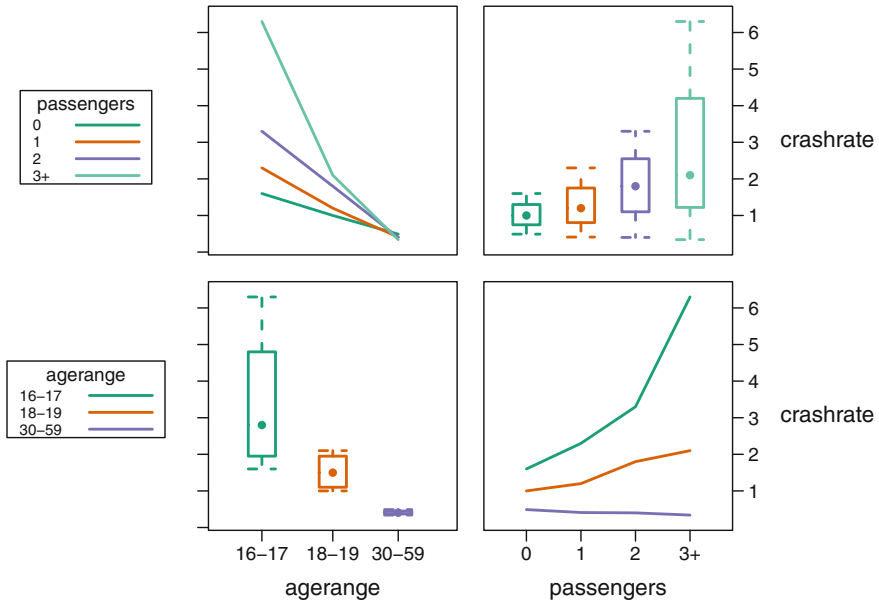 passengers
0
1
2
3+
6
5
4
3
2
1
crashrate
agerange
16–17
18–19
30–59
6
5
4
3
2
1
crashrate
16–17 18–19 30–59
0 1 2 3+
agerange
passengers